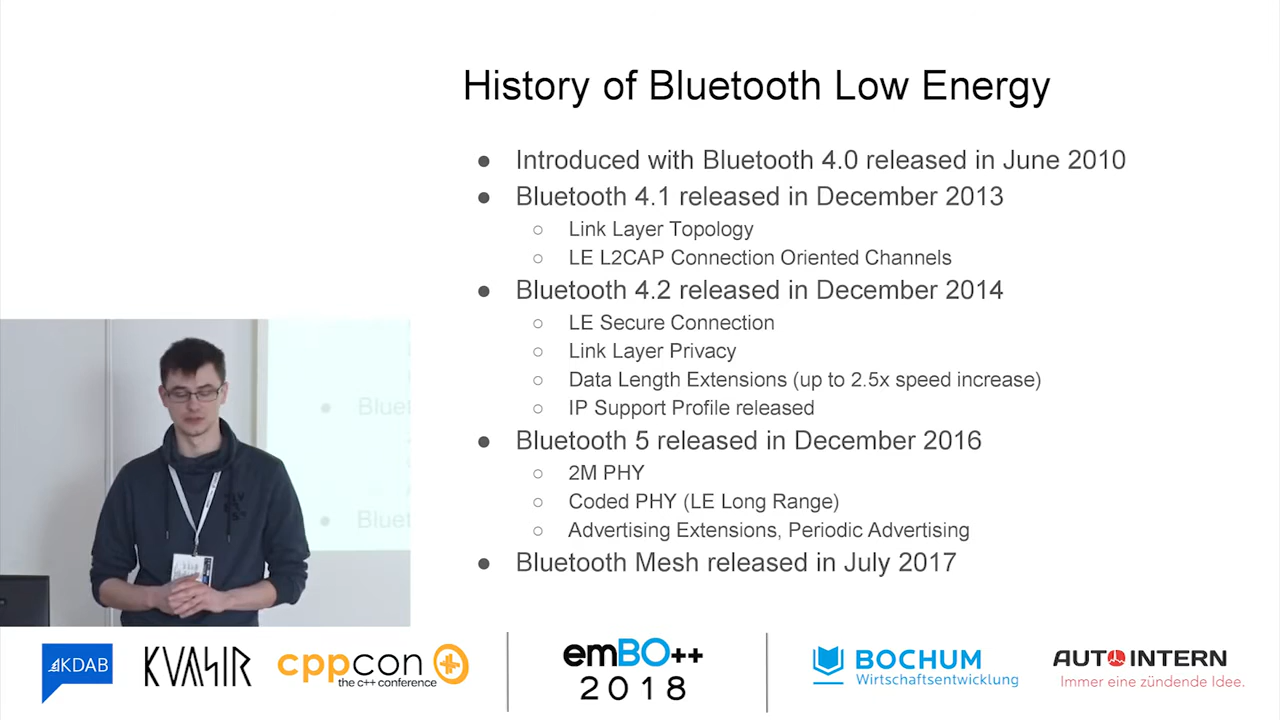 History of Bluetooth Low Energy
● Introduced with Bluetooth 4.0 released in June 2010
● Bluetooth 4.1 released in December 2013
○ Link Layer Topology
○ LE L2CAP Connection Oriented Channels
● Bluetooth 4.2 released in December 2014
○ LE Secure Connection
○ Link Layer Privacy
○ Data Length Extensions (up to 2.5x speed increase)
○ IP Support Profile released
● Bluetooth 5 released in December 2016
○ 2M PHY
○ Coded PHY (LE Long Range)
○ Advertising Extensions, Periodic Advertising
● Bluetooth Mesh released in July 2017
KDAB
KVASIR
cppcon
the c++ conference
emBO++
2018
BOCHUM
Wirtschaftsentwicklung
AUTOINTERN
Immer eine zündende Idee.